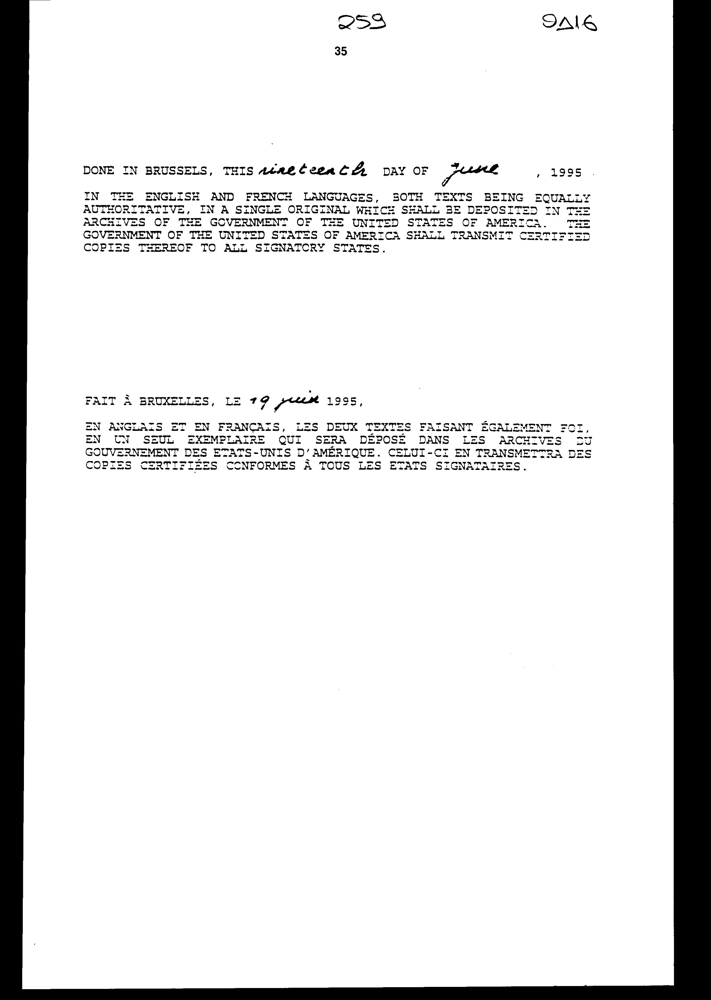 259 9Δ16
35
DONE IN BRUSSELS, THIS nineteenth DAY OF June , 1995
IN THE ENGLISH AND FRENCH LANGUAGES, BOTH TEXTS BEING EQUALLY
AUTHORITATIVE, IN A SINGLE ORIGINAL WHICH SHALL BE DEPOSITED IN THE
ARCHIVES OF THE GOVERNMENT OF THE UNITED STATES OF AMERICA. THE
GOVERNMENT OF THE UNITED STATES OF AMERICA SHALL TRANSMIT CERTIFIED
COPIES THEREOF TO ALL SIGNATORY STATES.
FAIT À BRUXELLES, LE 19 juin 1995,
EN ANGLAIS ET EN FRANÇAIS, LES DEUX TEXTES FAISANT ÉGALEMENT FOI,
EN UN SEUL EXEMPLAIRE QUI SERA DÉPOSÉ DANS LES ARCHIVES DU
GOUVERNEMENT DES ETATS-UNIS D'AMÉRIQUE. CELUI-CI EN TRANSMETTRA DES
COPIES CERTIFIÉES CONFORMES À TOUS LES ETATS SIGNATAIRES.